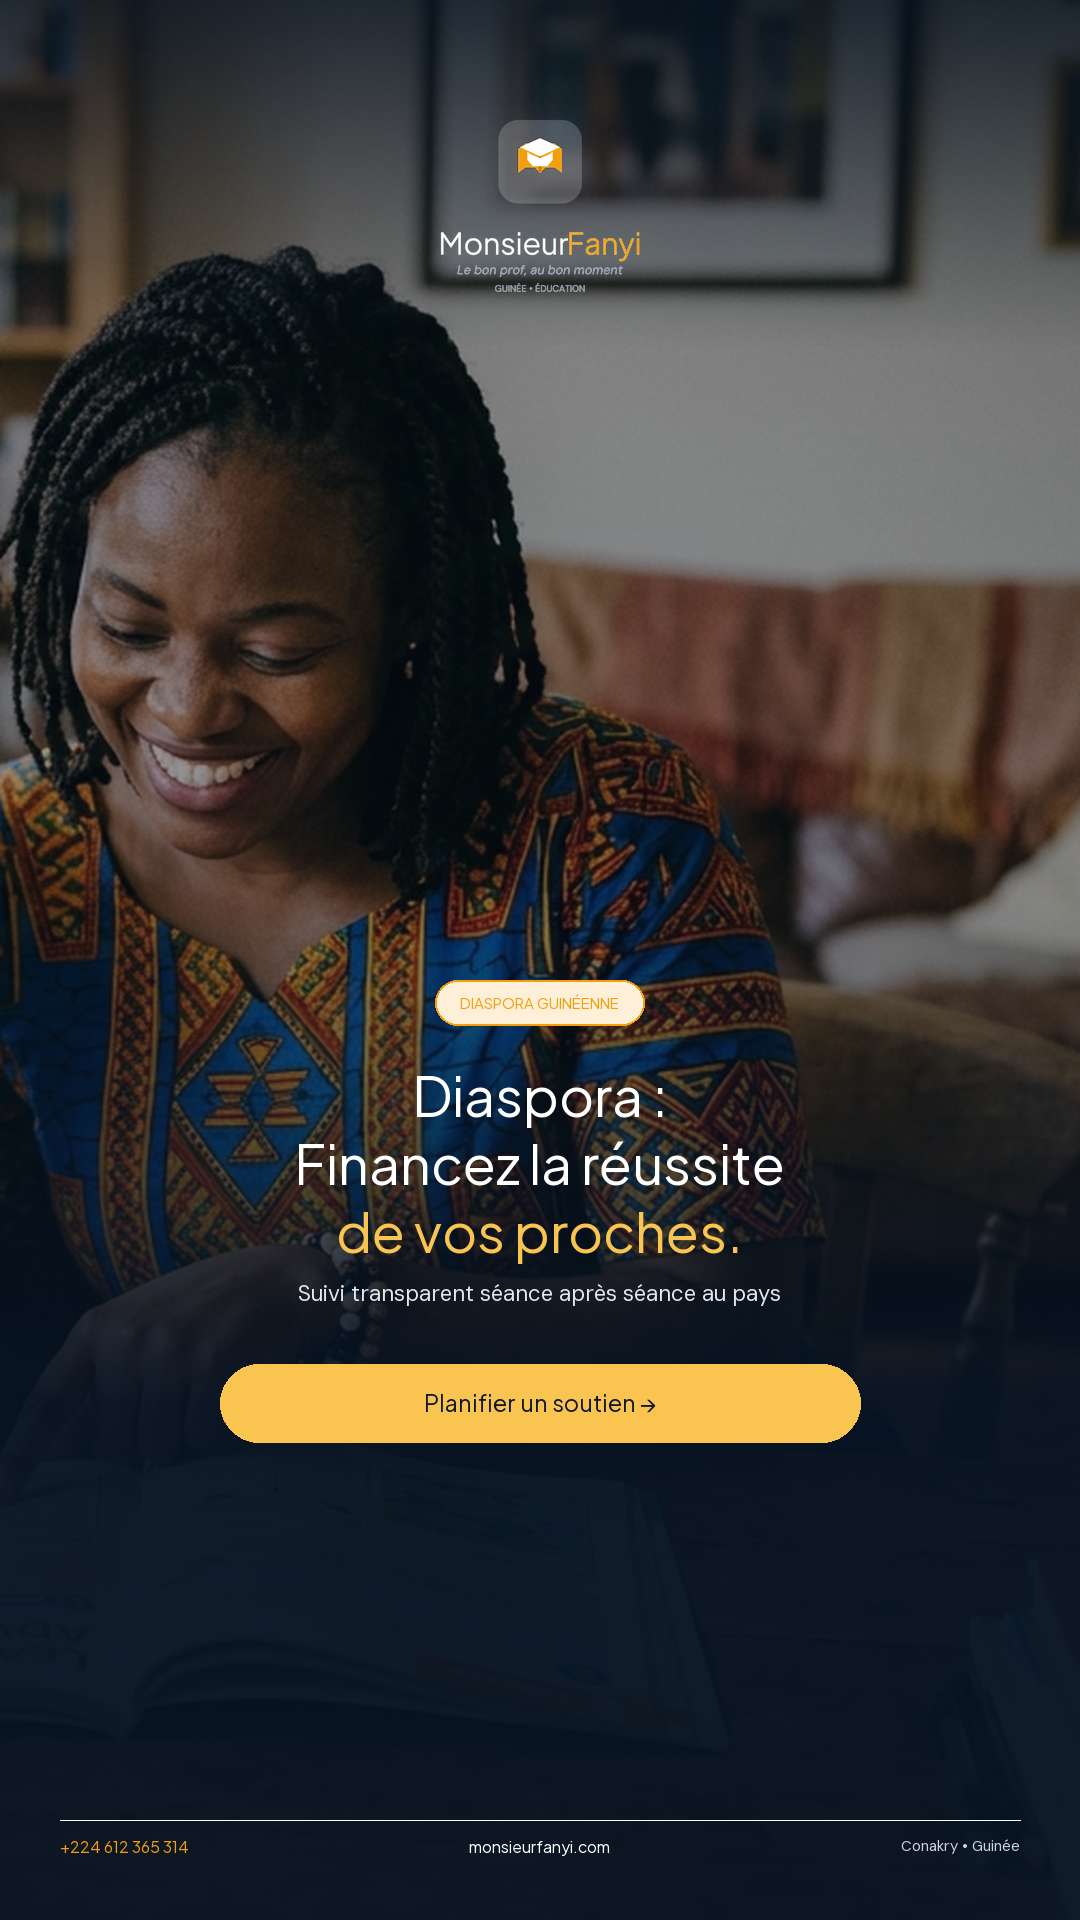 MonsieurFanyi
Le bon prof, au bon moment
GUINÉE • ÉDUCATION
DIASPORA GUINÉENNE
Diaspora :
Financez la réussite
de vos proches.
Suivi transparent séance après séance au pays
Planifier un soutien →
+224 612 365 314
monsieurfanyi.com
Conakry • Guinée